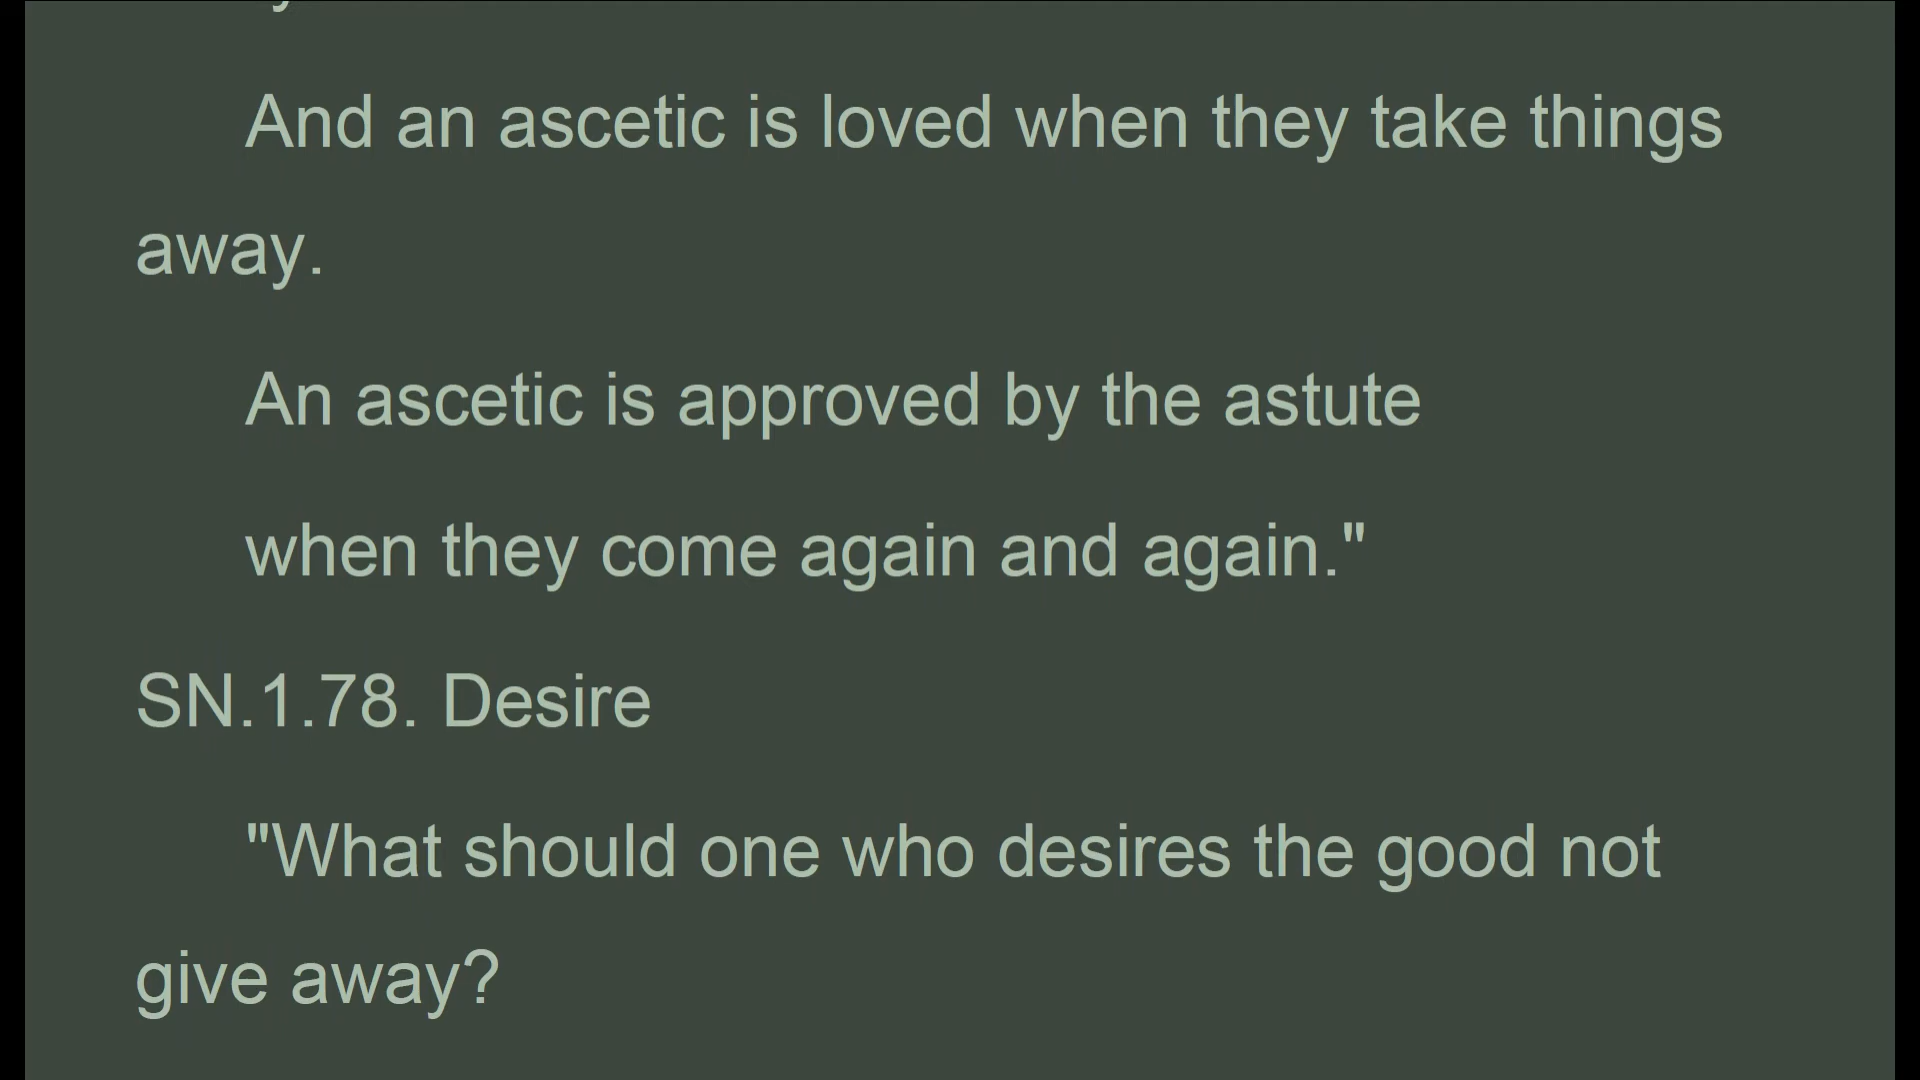 And an ascetic is loved when they take things
away.
An ascetic is approved by the astute
when they come again and again."
SN.1.78. Desire
"What should one who desires the good not
give away?